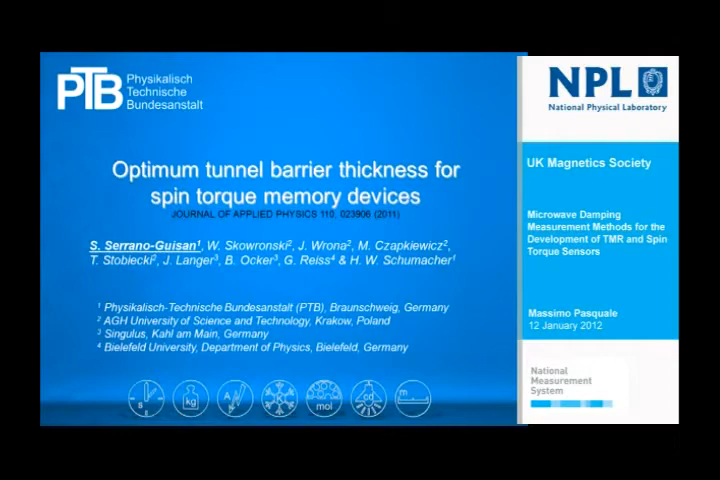 PTB
Physikalisch
Technische
Bundesanstalt
Optimum tunnel barrier thickness for
spin torque memory devices
JOURNAL OF APPLIED PHYSICS 110, 023906 (2011)
S. Serrano-Guisan¹, W. Skowronski², J. Wrona², M. Czapkiewicz²,
T. Stobiecki², J. Langer³, B. Ocker³, G. Reiss⁴ & H. W. Schumacher¹
¹ Physikalisch-Technische Bundesanstalt (PTB), Braunschweig, Germany
² AGH University of Science and Technology, Krakow, Poland
³ Singulus, Kahl am Main, Germany
⁴ Bielefeld University, Department of Physics, Bielefeld, Germany
s kg A K mol cd m
NPL
National Physical Laboratory
UK Magnetics Society
Microwave Damping
Measurement Methods for the
Development of TMR and Spin
Torque Sensors
Massimo Pasquale
12 January 2012
National
Measurement
System